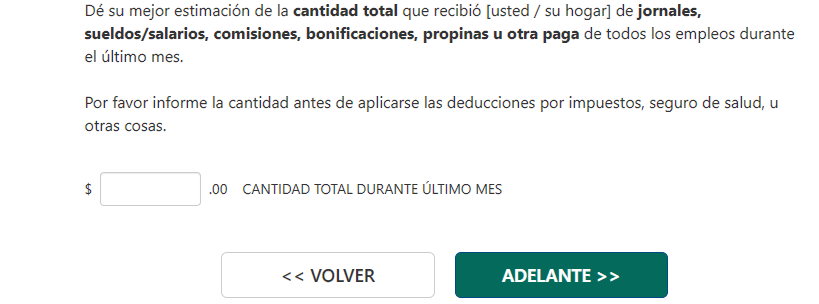 Dé su mejor estimación de la cantidad total que recibió [usted / su hogar] de jornales,
sueldos/salarios, comisiones, bonificaciones, propinas u otra paga de todos los empleos durante
el último mes.
Por favor informe la cantidad antes de aplicarse las deducciones por impuestos, seguro de salud, u
otras cosas.
$ .00 CANTIDAD TOTAL DURANTE ÚLTIMO MES
<< VOLVER ADELANTE >>